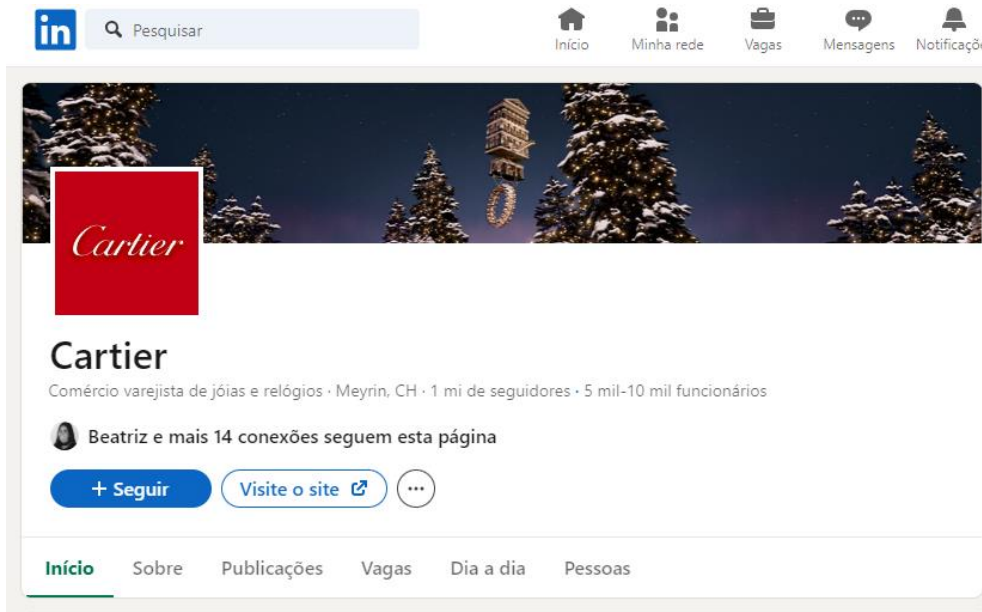 in
Pesquisar
Início
Minha rede
Vagas
Mensagens
Notificaçõ
Cartier
Cartier
Comércio varejista de jóias e relógios · Meyrin, CH · 1 mi de seguidores · 5 mil-10 mil funcionários
Beatriz e mais 14 conexões seguem esta página
+ Seguir
Visite o site
Início
Sobre
Publicações
Vagas
Dia a dia
Pessoas